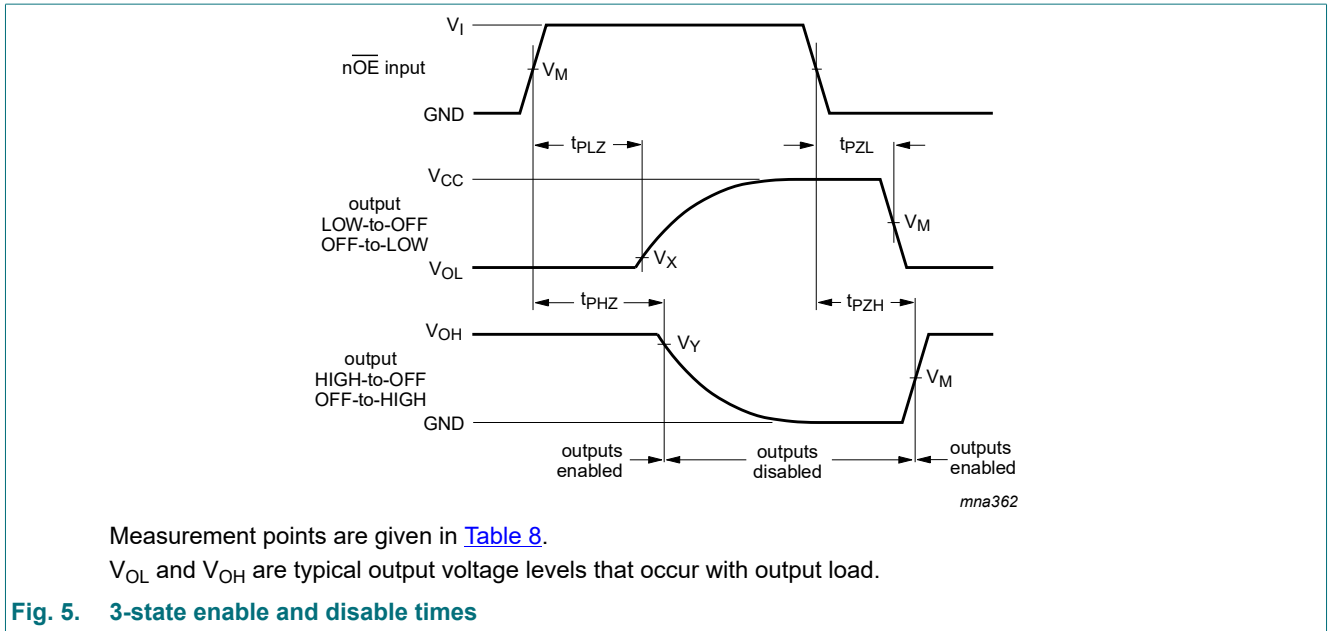 VI
nOE input
VM
GND
tPLZ
tPZL
VCC
output
LOW-to-OFF
OFF-to-LOW
VM
VX
VOL
tPHZ
tPZH
VOH
VY
output
HIGH-to-OFF
OFF-to-HIGH
VM
GND
outputs
enabled
outputs
disabled
outputs
enabled
mna362
Measurement points are given in Table 8.
VOL and VOH are typical output voltage levels that occur with output load.
Fig. 5. 3-state enable and disable times